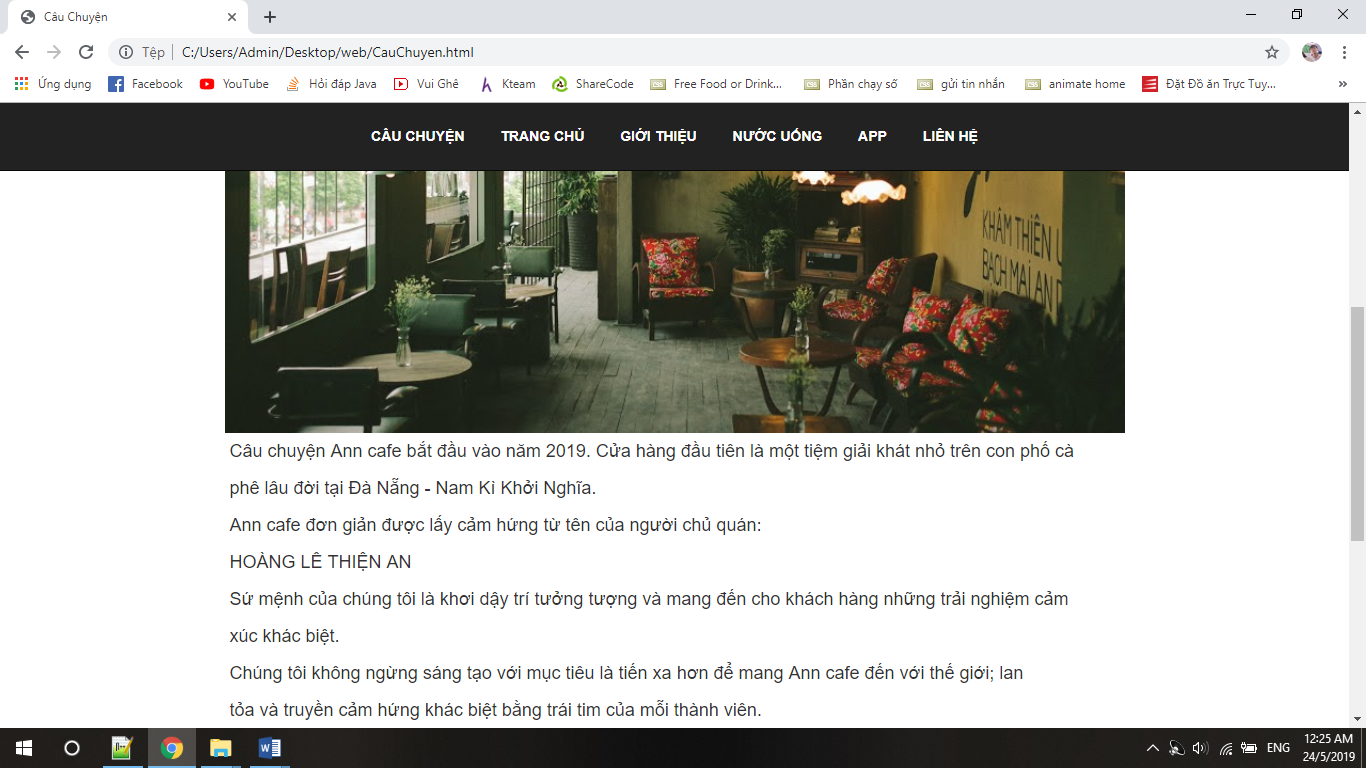 Câu Chuyện
Tệp
C:/Users/Admin/Desktop/web/CauChuyen.html
Ứng dụng
Facebook
YouTube
Hỏi đáp Java
Vui Ghê
Kteam
ShareCode
Free Food or Drink...
Phần chạy số
gửi tin nhắn
animate home
Đặt Đồ ăn Trực Tuy...
CÂU CHUYỆN
TRANG CHỦ
GIỚI THIỆU
NƯỚC UỐNG
APP
LIÊN HỆ
KHÂM THIÊN
BẠCH MAI AN
Câu chuyện Ann cafe bắt đầu vào năm 2019. Cửa hàng đầu tiên là một tiệm giải khát nhỏ trên con phố cà
phê lâu đời tại Đà Nẵng - Nam Kì Khởi Nghĩa.
Ann cafe đơn giản được lấy cảm hứng từ tên của người chủ quán:
HOÀNG LÊ THIỆN AN
Sứ mệnh của chúng tôi là khơi dậy trí tưởng tượng và mang đến cho khách hàng những trải nghiệm cảm
xúc khác biệt.
Chúng tôi không ngừng sáng tạo với mục tiêu là tiến xa hơn để mang Ann cafe đến với thế giới; lan
tỏa và truyền cảm hứng khác biệt bằng trái tim của mỗi thành viên.
ENG
12:25 AM
24/5/2019